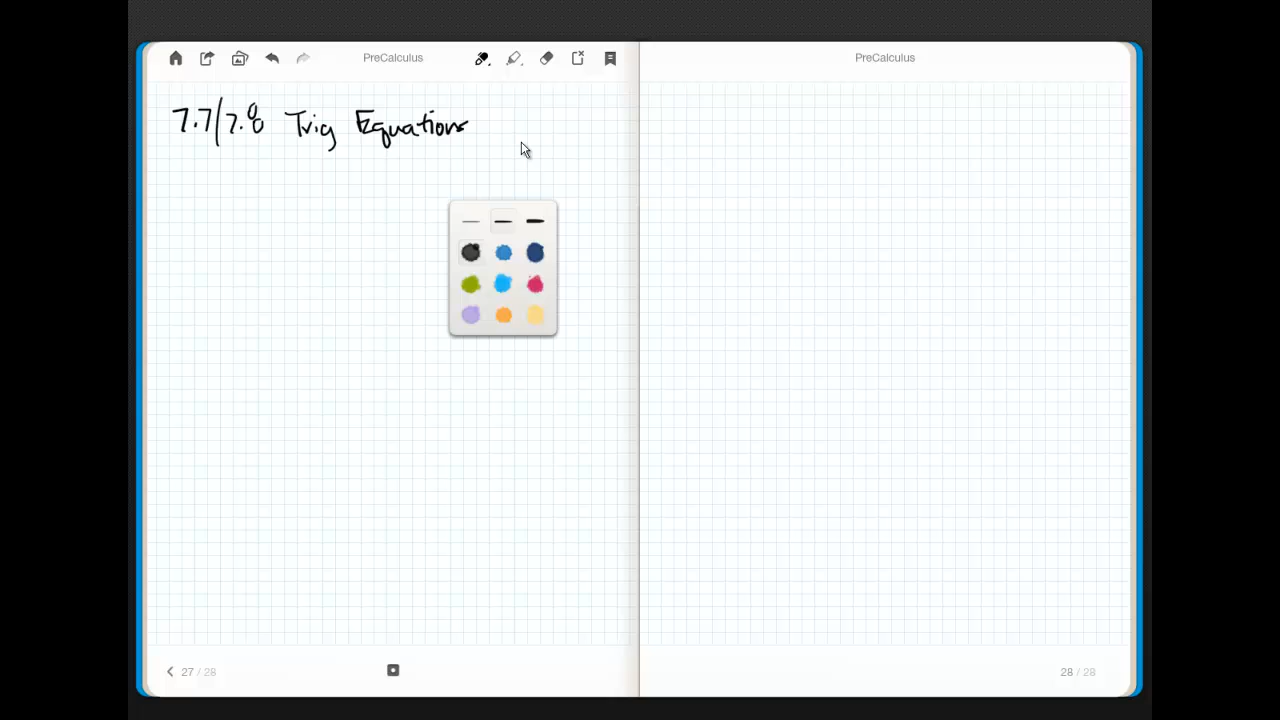 PreCalculus
7.7/7.8 Trig Equations
27 / 28
PreCalculus
28 / 28